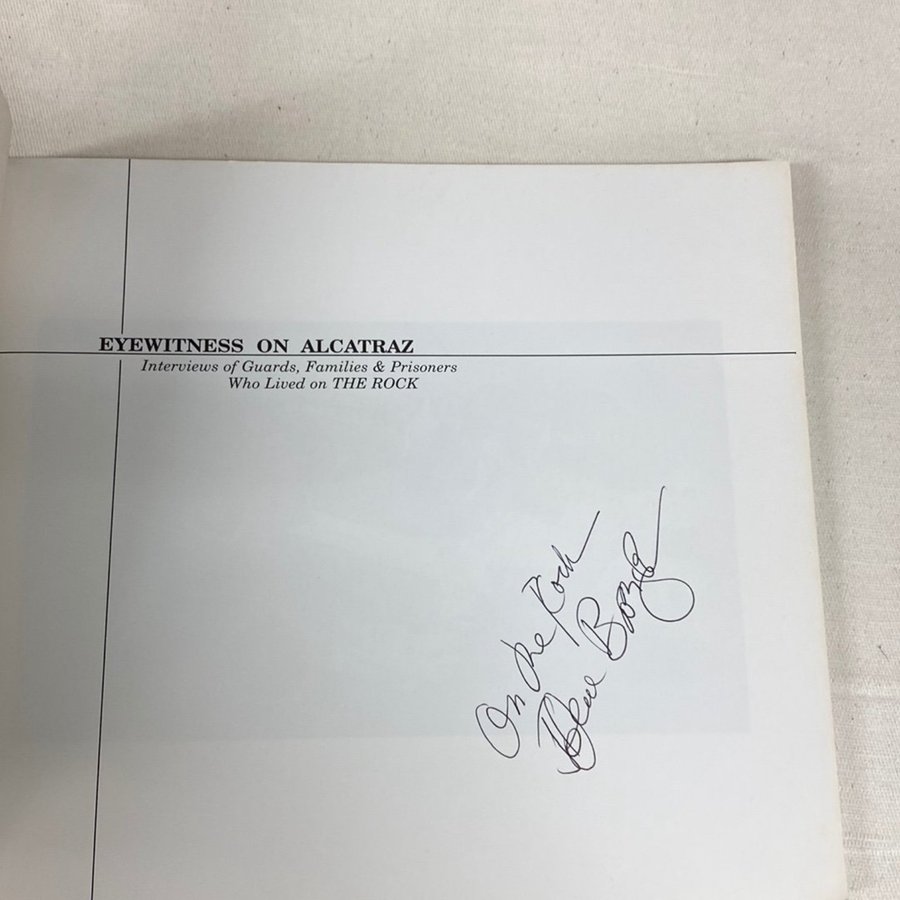 EYEWITNESS ON ALCATRAZ
Interviews of Guards, Families & Prisoners
Who Lived on THE ROCK
On the Rock